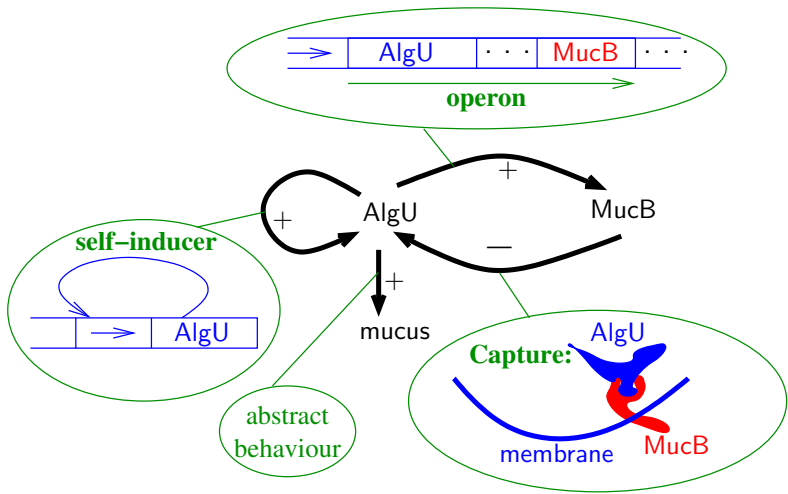 AlgU · · · MucB · · ·
operon
+
AlgU
MucB
+
self−inducer
—
+
AlgU
mucus
AlgU
Capture:
abstract
behaviour
membrane
MucB